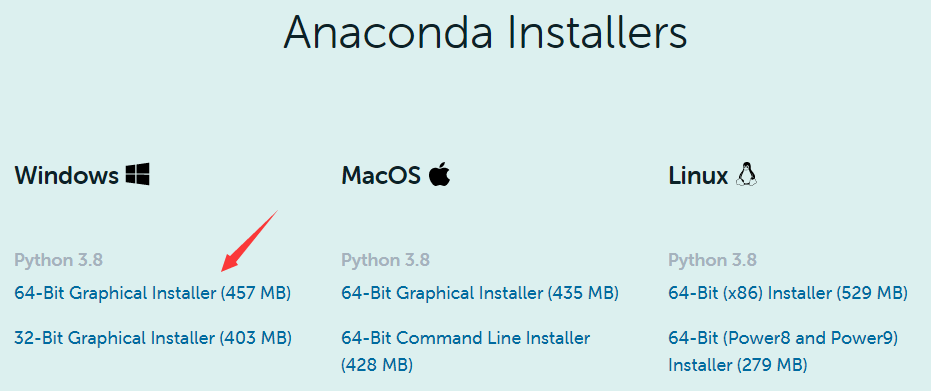 Anaconda Installers
Windows
Python 3.8
64-Bit Graphical Installer (457 MB)
32-Bit Graphical Installer (403 MB)
MacOS
Python 3.8
64-Bit Graphical Installer (435 MB)
64-Bit Command Line Installer
(428 MB)
Linux
Python 3.8
64-Bit (x86) Installer (529 MB)
64-Bit (Power8 and Power9)
Installer (279 MB)